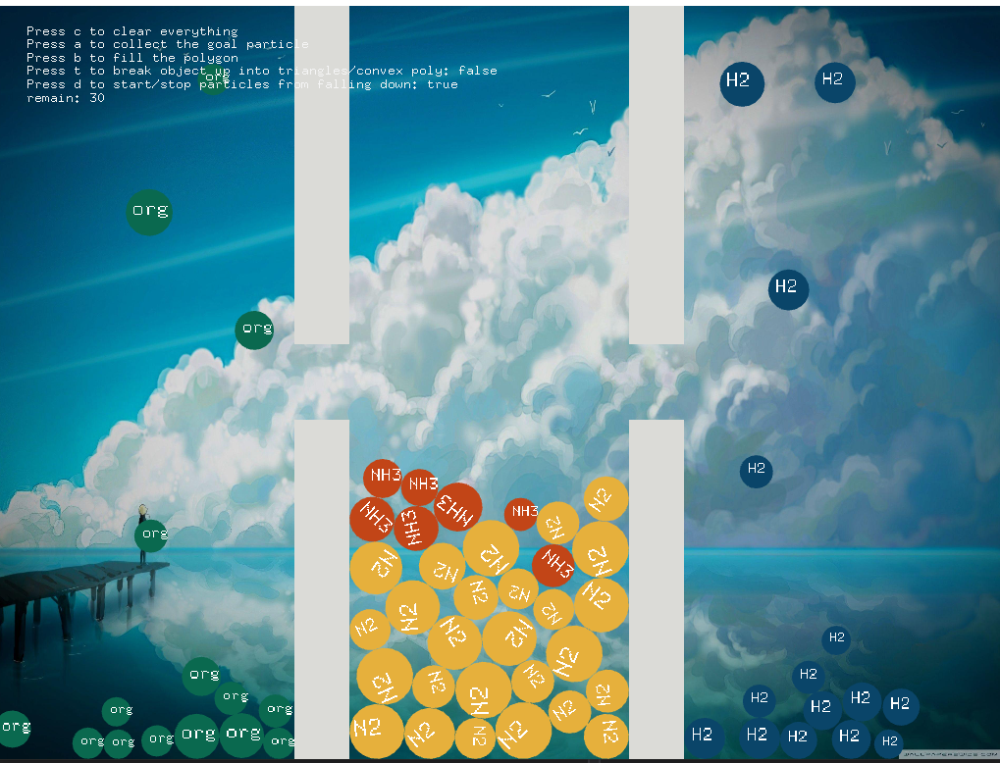 Press c to clear everything
Press a to collect the goal particle
Press b to fill the polygon
Press t to break object up into triangles/convex poly: false
Press d to start/stop particles from falling down: true
remain: 30
org
H2
H2
org
H2
org
H2
NH3
NH3
N2
NH3
NH3
NH3
NH3
N2
org
N2
N2
N2
NH3
N2
N2
N2
N2
N2
N2
N2
N2
N2
N2
H2
N2
org
H2
N2
N2
N2
N2
N2
org
H2
H2
H2
org
org
H2
N2
org
N2
N2
N2
N2
N2
N2
org
org
org
org
org
org
H2
H2
H2
H2
H2